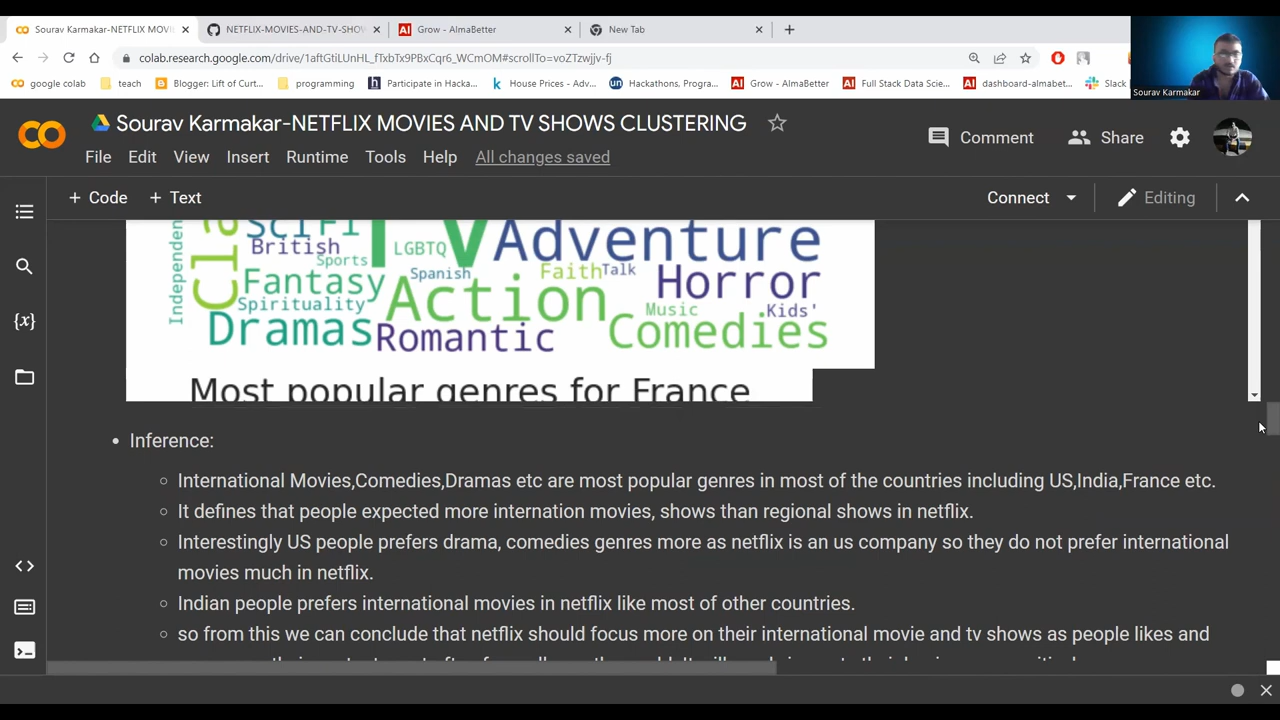 Sourav Karmakar-NETFLIX MOVI
NETFLIX-MOVIES-AND-TV-SHOW
Grow - AlmaBetter
New Tab
colab.research.google.com/drive/1aftGtiLUnHL_fTxbTx9PBxCqr6_WCmOM#scrollTo=voZTzwjjv-fj
google colab
teach
Blogger: Lift of Curt...
programming
Participate in Hacka...
House Prices - Adv...
Hackathons, Progra...
Grow - AlmaBetter
Full Stack Data Scie...
dashboard-almabet...
Slack
Sourav Karmakar
Sourav Karmakar-NETFLIX MOVIES AND TV SHOWS CLUSTERING
Comment
Share
File Edit View Insert Runtime Tools Help All changes saved
+ Code + Text
Connect
Editing
Independen
Cla
SciFi
TV
Adventure
British
LGBTQ
Sports
Spanish
Faith
Talk
Fantasy
Action
Horror
Spirituality
Music
Kids'
Dramas
Romantic
Comedies
Most popular genres for France
Inference:
International Movies,Comedies,Dramas etc are most popular genres in most of the countries including US,India,France etc.
It defines that people expected more internation movies, shows than regional shows in netflix.
Interestingly US people prefers drama, comedies genres more as netflix is an us company so they do not prefer international
movies much in netflix.
Indian people prefers international movies in netflix like most of other countries.
so from this we can conclude that netflix should focus more on their international movie and tv shows as people likes and